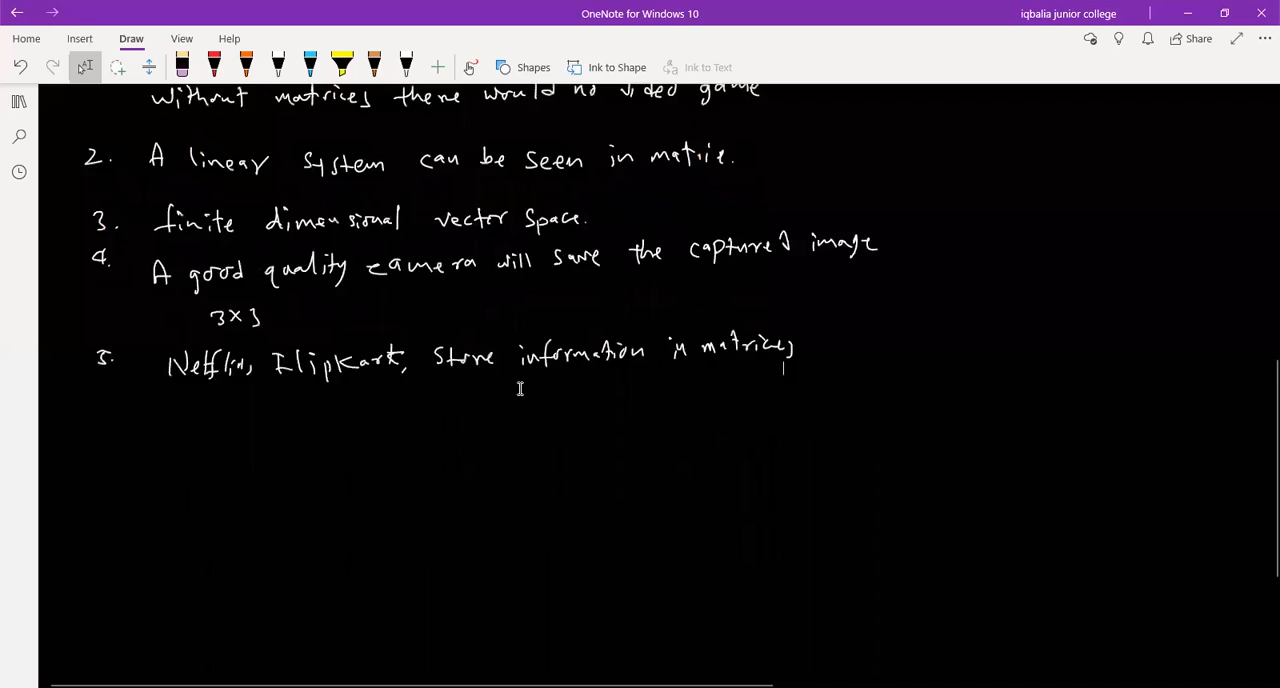 OneNote for Windows 10
iqbalia junior college
Home Insert Draw View Help
Shapes Ink to Shape Ink to Text Share
without matrices there would no video game
2. A linear system can be seen in matrie.
3. finite dimensional vector space.
4. A good quality camera will save the captured image
3×3
5. Netflix, Flipkart, store information in matrices